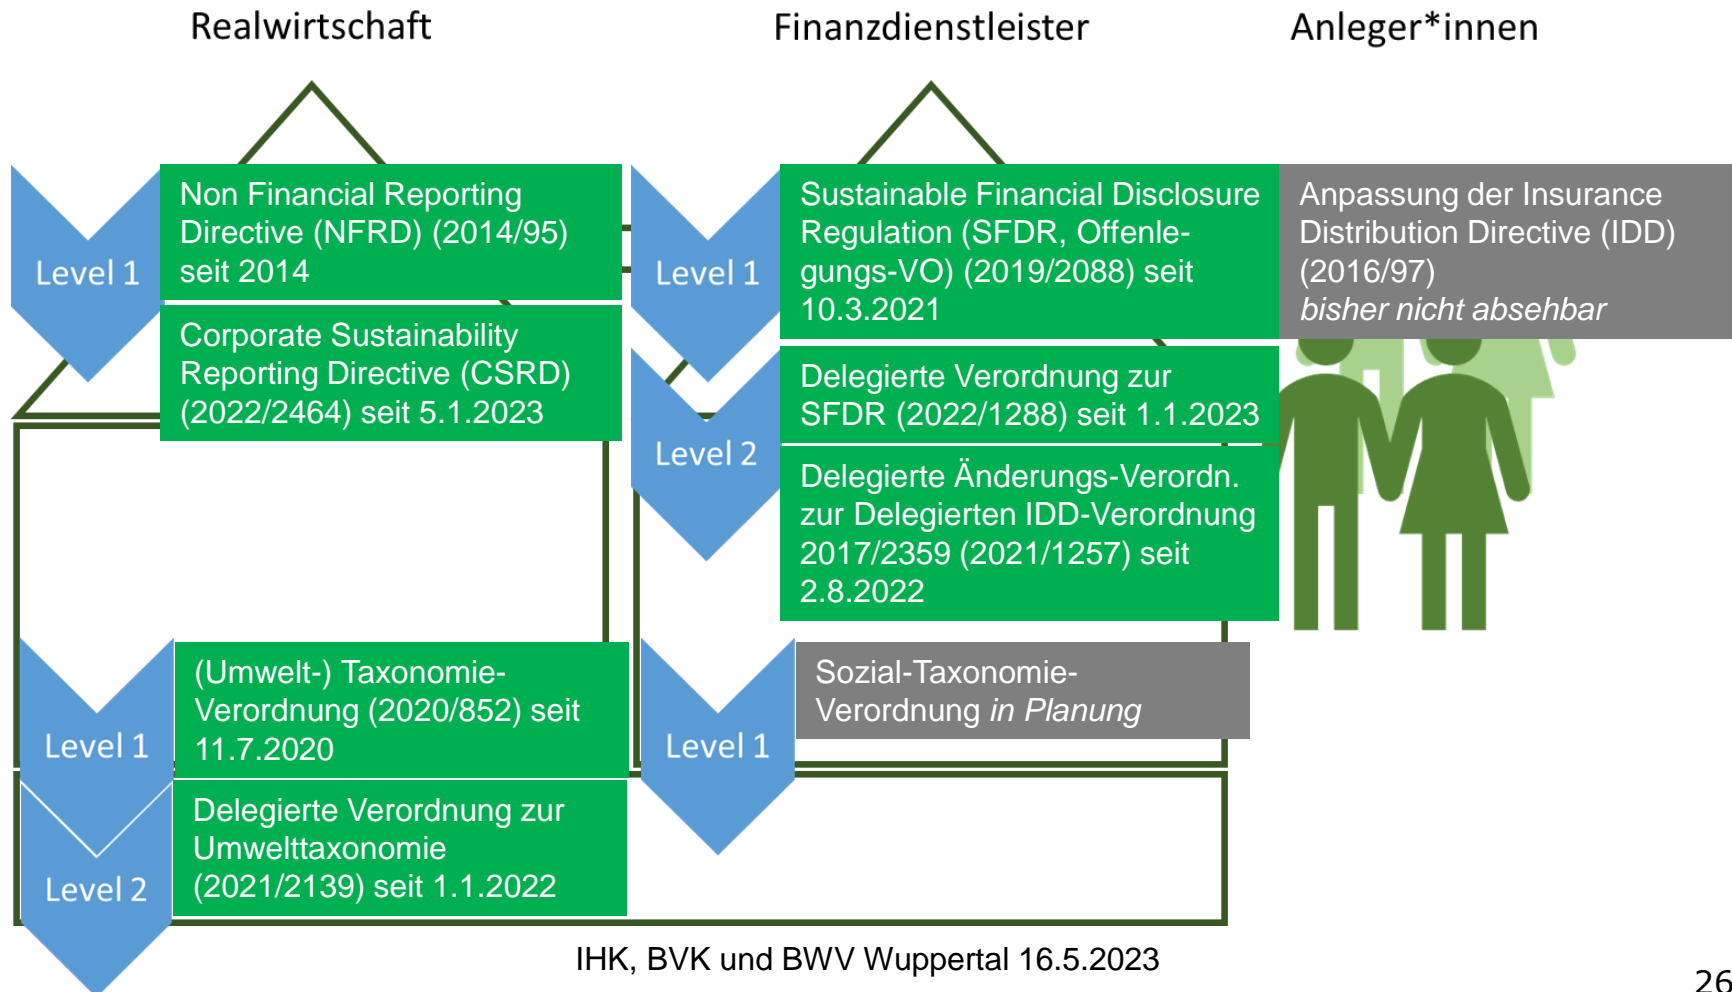 Realwirtschaft
Finanzdienstleister
Anleger*innen
Level 1
Non Financial Reporting
Directive (NFRD) (2014/95)
seit 2014
Corporate Sustainability
Reporting Directive (CSRD)
(2022/2464) seit 5.1.2023
Level 1
Sustainable Financial Disclosure
Regulation (SFDR, Offenle-
gungs-VO) (2019/2088) seit
10.3.2021
Anpassung der Insurance
Distribution Directive (IDD)
(2016/97)
bisher nicht absehbar
Level 2
Delegierte Verordnung zur
SFDR (2022/1288) seit 1.1.2023
Delegierte Änderungs-Verordn.
zur Delegierten IDD-Verordnung
2017/2359 (2021/1257) seit
2.8.2022
Level 1
(Umwelt-) Taxonomie-
Verordnung (2020/852) seit
11.7.2020
Level 1
Sozial-Taxonomie-
Verordnung in Planung
Level 2
Delegierte Verordnung zur
Umwelttaxonomie
(2021/2139) seit 1.1.2022
IHK, BVK und BWV Wuppertal 16.5.2023
26